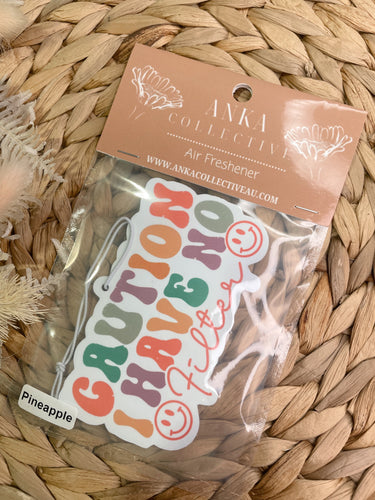 ANKA
COLLECTIVE
Air Freshener
WWW.ANKACOLLECTIVEAU.COM
CAUTION
I HAVE NO
Filter
Pineapple